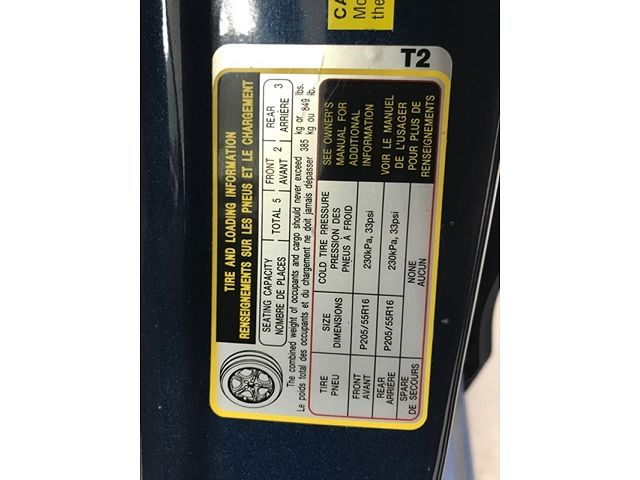 CA
Mo
the
T2
TIRE AND LOADING INFORMATION
RENSEIGNEMENTS SUR LES PNEUS ET LE CHARGEMENT
SEATING CAPACITY
NOMBRE DE PLACES
TOTAL 5
FRONT
AVANT 2
REAR
ARRIÈRE 3
The combined weight of occupants and cargo should never exceed 385 kg or 849 lbs.
Le poids total des occupants et du chargement ne doit jamais dépasser 385 kg ou 849 lb.
TIRE
PNEU
SIZE
DIMENSIONS
COLD TIRE PRESSURE
PRESSION DES
PNEUS À FROID
SEE OWNER'S
MANUAL FOR
ADDITIONAL
INFORMATION
VOIR LE MANUEL
DE L'USAGER
POUR PLUS DE
RENSEIGNEMENTS
FRONT
AVANT
P205/55R16
230kPa, 33psi
REAR
ARRIÈRE
P205/55R16
230kPa, 33psi
SPARE
DE SECOURS
NONE
AUCUN